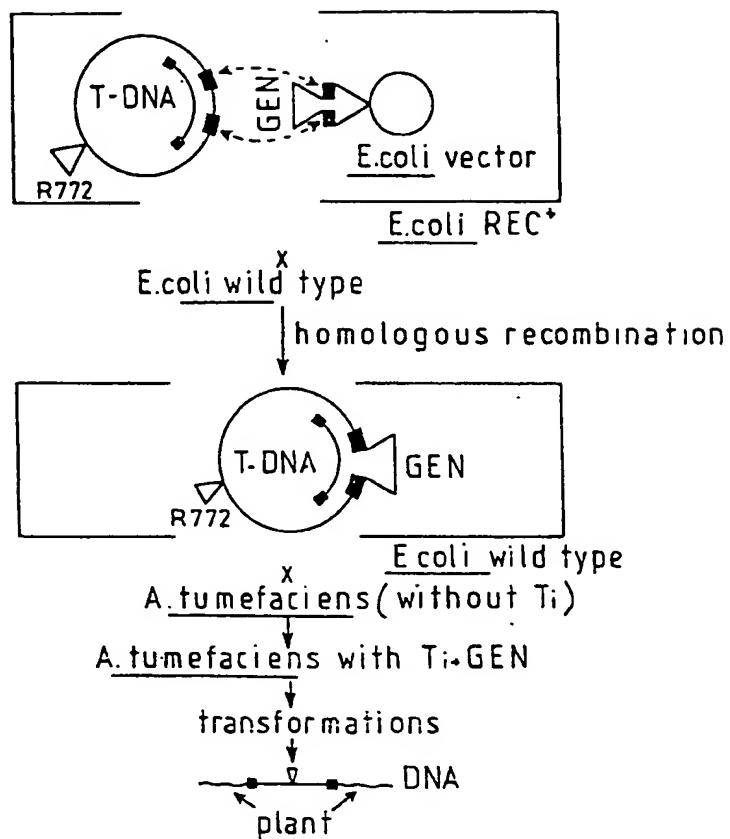 T-DNA
GEN
R772
E.coli vector
E.coli REC+
x
E.coli wild type
homologous recombination
T-DNA
GEN
R772
E coli wild type
x
A.tumefaciens (without Ti)
A.tumefaciens with Ti+GEN
transformations
DNA
plant